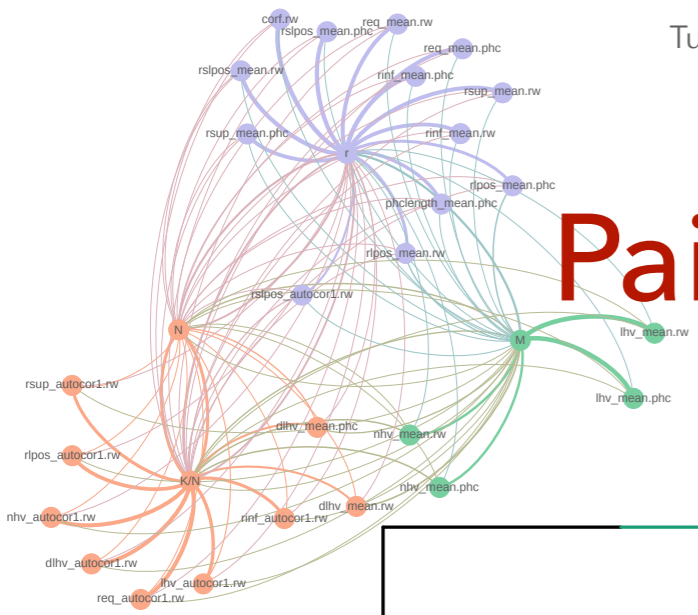 corf.rw
rslpos_mean.phc
req_mean.rw
Tu
req_mean.phc
rslpos_mean.rw
rinf_mean.phc
rsup_mean.rw
rsup_mean.phc
rinf_mean.rw
r
rlpos_mean.phc
phclength_mean.phc
Pai
rlpos_mean.rw
rslpos_autocor1.rw
N
M
lhv_mean.rw
rsup_autocor1.rw
lhv_mean.phc
dlhv_mean.phc
nhv_mean.rw
rlpos_autocor1.rw
K/N
nhv_mean.phc
dlhv_mean.rw
nhv_autocor1.rw
rinf_autocor1.rw
dlhv_autocor1.rw
lhv_autocor1.rw
req_autocor1.rw